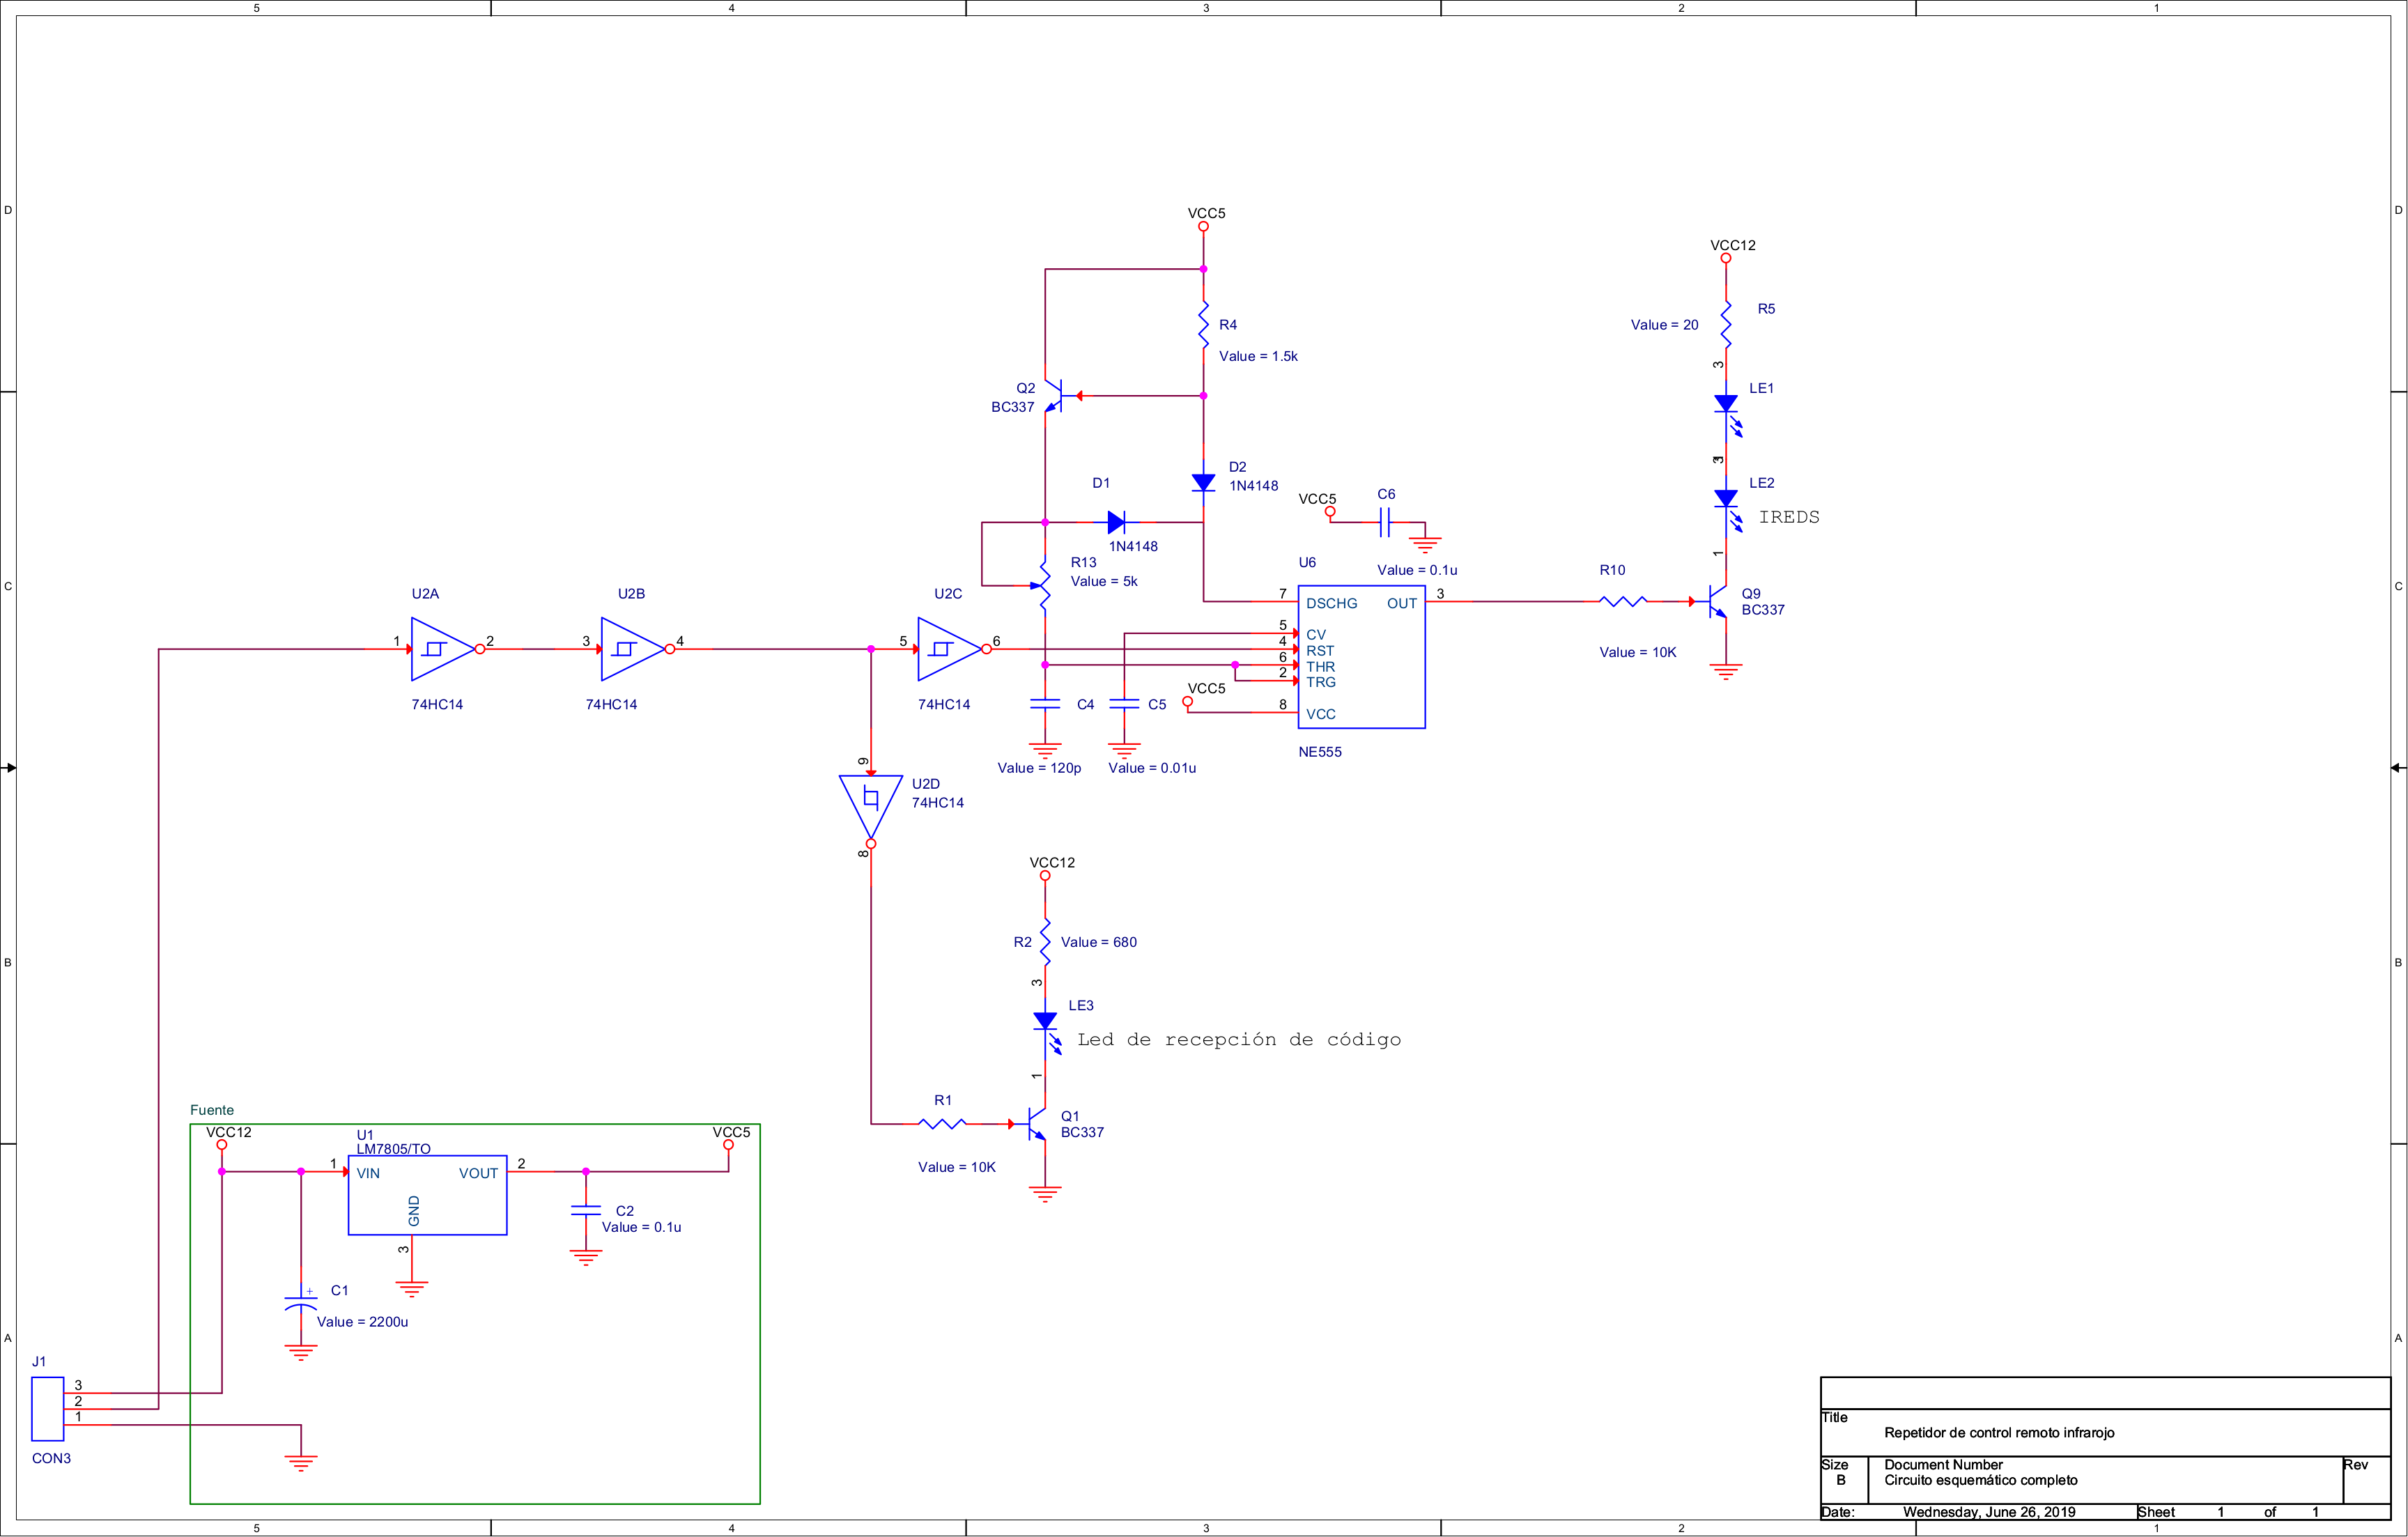 5 4 3 2 1
D D
C C
B B
A A
VCC5
R4
Value = 1.5k
Q2
BC337
D2
1N4148
D1
1N4148
R13
Value = 5k
VCC5
C6
Value = 0.1u
VCC12
R5
Value = 20
3
LE1
1
3
LE2
IREDS
1
R10
Value = 10K
Q9
BC337
U6
7 DSCHG OUT 3
5 CV
4 RST
6 THR
2 TRG
8 VCC
VCC5
NE555
U2A
1 2
74HC14
U2B
3 4
74HC14
U2C
5 6
74HC14
C4
Value = 120p
C5
Value = 0.01u
9
U2D
74HC14
8
VCC12
R2
Value = 680
3
LE3
Led de recepción de código
1
R1
Value = 10K
Q1
BC337
Fuente
VCC12
U1
LM7805/TO
1 VIN VOUT 2
GND
3
VCC5
C2
Value = 0.1u
+
C1
Value = 2200u
J1
3
2
1
CON3
Title
Repetidor de control remoto infrarojo
Size
B
Document Number
Circuito esquemático completo
Rev
Date: Wednesday, June 26, 2019 Sheet 1 of 1
5 4 3 2 1